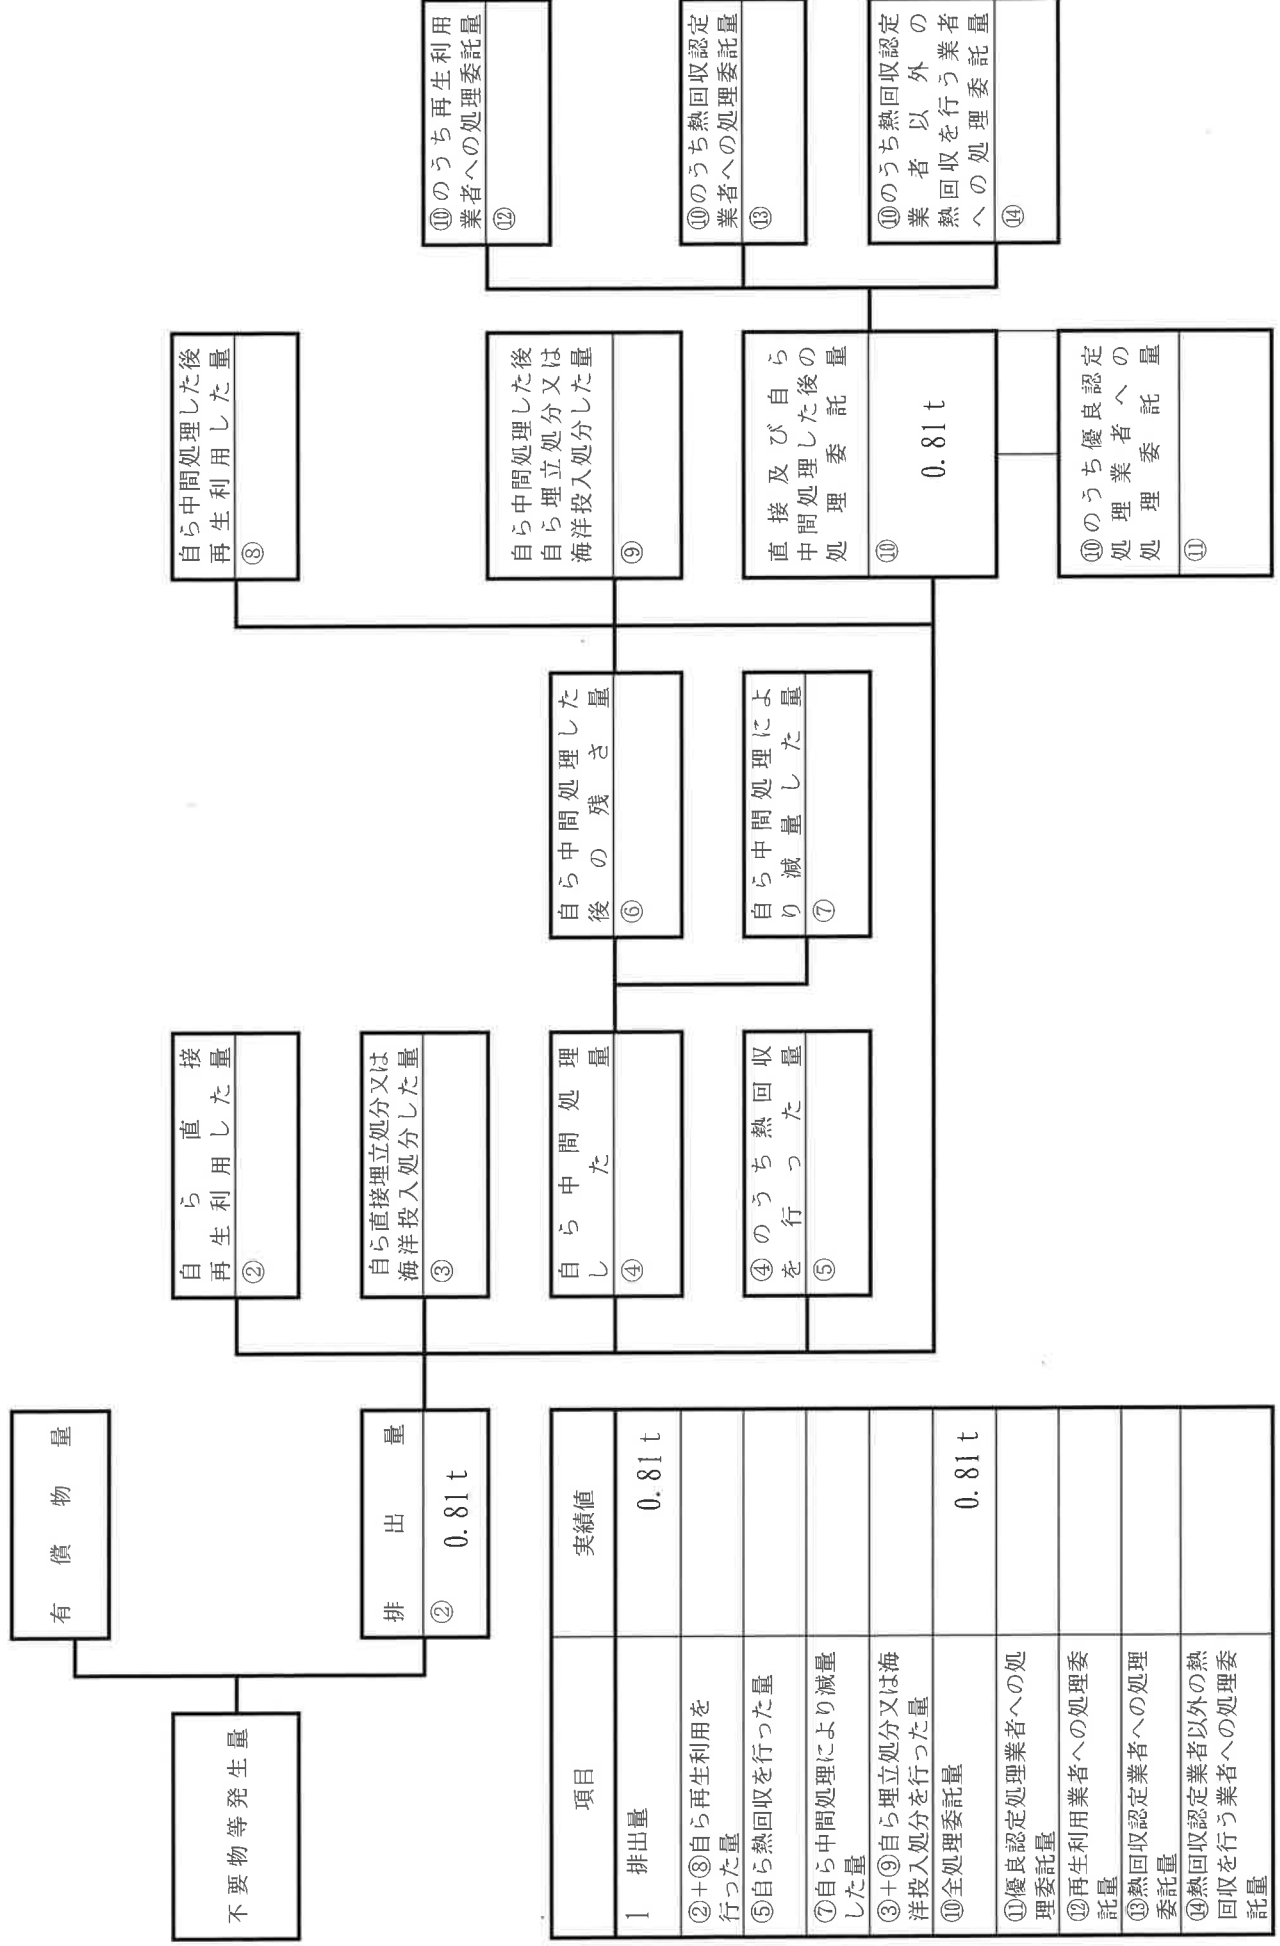 不要物等発生量
有償物量
排出量
② 0.81t
自ら直接
再生利用した量
②
自ら直接埋立処分又は
海洋投入処分した量
③
自ら中間処理
した量
④
④のうち熱回収
を行った量
⑤
自ら中間処理した
後の残さ量
⑥
自ら中間処理によ
り減量した量
⑦
自ら中間処理した後
再生利用した量
⑧
自ら中間処理した後
自ら埋立処分又は
海洋投入処分した量
⑨
直接及び自ら
中間処理した後の
処理委託量
⑩
0.81t
⑩のうち優良認定
処理業者への
処理委託量
⑪
⑩のうち再生利用
業者への処理委託量
⑫
⑩のうち熱回収認定
業者への処理委託量
⑬
⑩のうち熱回収認定
業者以外の
熱回収を行う業者
への処理委託量
⑭
項目 実績値
1 排出量 0.81t
②+⑧自ら再生利用を
行った量
⑤自ら熱回収を行った量
⑦自ら中間処理により減量
した量
③+⑨自ら埋立処分又は海
洋投入処分を行った量
⑩全処理委託量 0.81t
⑪優良認定処理業者への処
理委託量
⑫再生利用業者への処理委
託量
⑬熱回収認定業者への処理
委託量
⑭熱回収認定業者以外の熱
回収を行う業者への処理委
託量